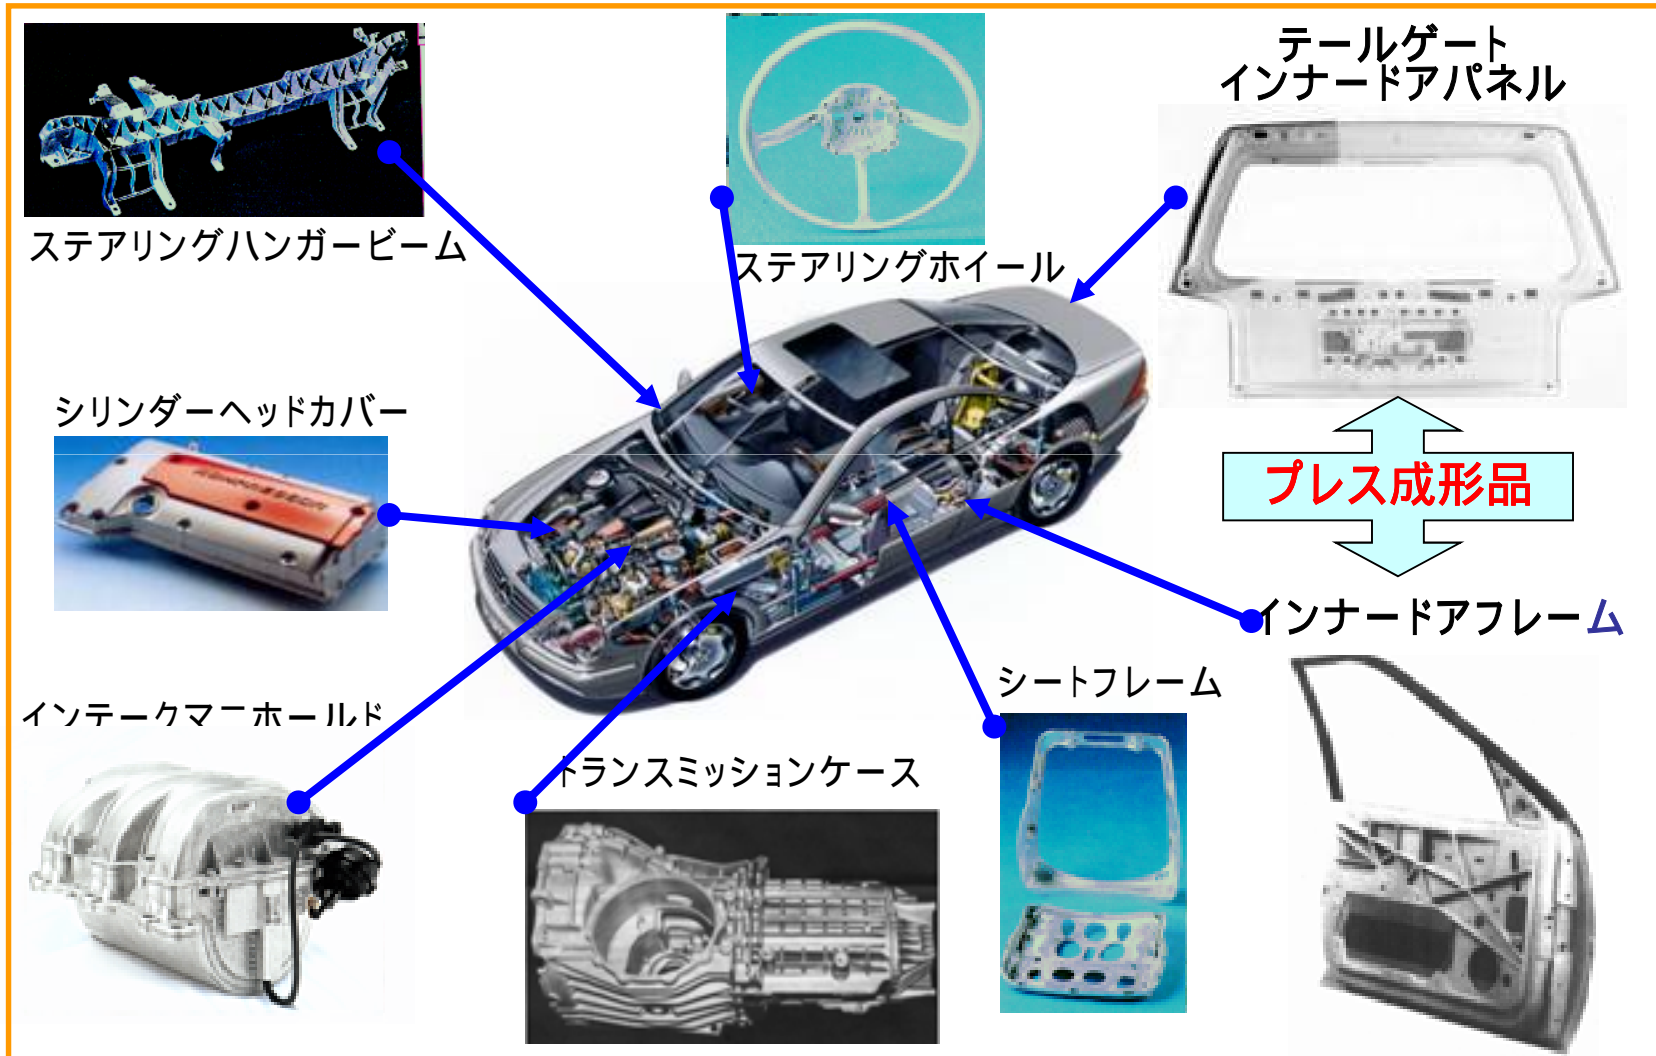 テールゲート
インナードアパネル
ステアリングハンガービーム
ステアリングホイール
シリンダーヘッドカバー
プレス成形品
インナードアフレーム
シートフレーム
インテークマニホールド
トランスミッションケース